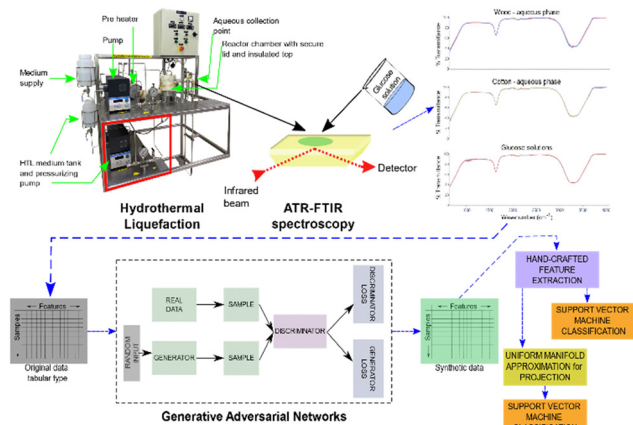 Pre heater
Pump
Aqueous collection
point
Reactor chamber with secure
lid and insulated top
Medium
supply
HTL medium tank
and pressurizing
pump
Hydrothermal
Liquefaction
Glucose
solution
Infrared
beam
Detector
ATR-FTIR
spectroscopy
Wood - aqueous phase
% Transmittance
Cotton - aqueous phase
% Transmittance
Glucose solutions
% Transmittance
Wavenumber (cm⁻¹)
Features
Samples
Original data
tabular type
RANDOM
INPUT
REAL
DATA
SAMPLE
GENERATOR
SAMPLE
DISCRIMINATOR
DISCRIMINATOR
LOSS
GENERATOR
LOSS
Generative Adversarial Networks
Features
Samples
Synthetic data
HAND-CRAFTED
FEATURE
EXTRACTION
SUPPORT VECTOR
MACHINE
CLASSIFICATION
UNIFORM MANIFOLD
APPROXIMATION for
PROJECTION
SUPPORT VECTOR
MACHINE
CLASSIFICATION